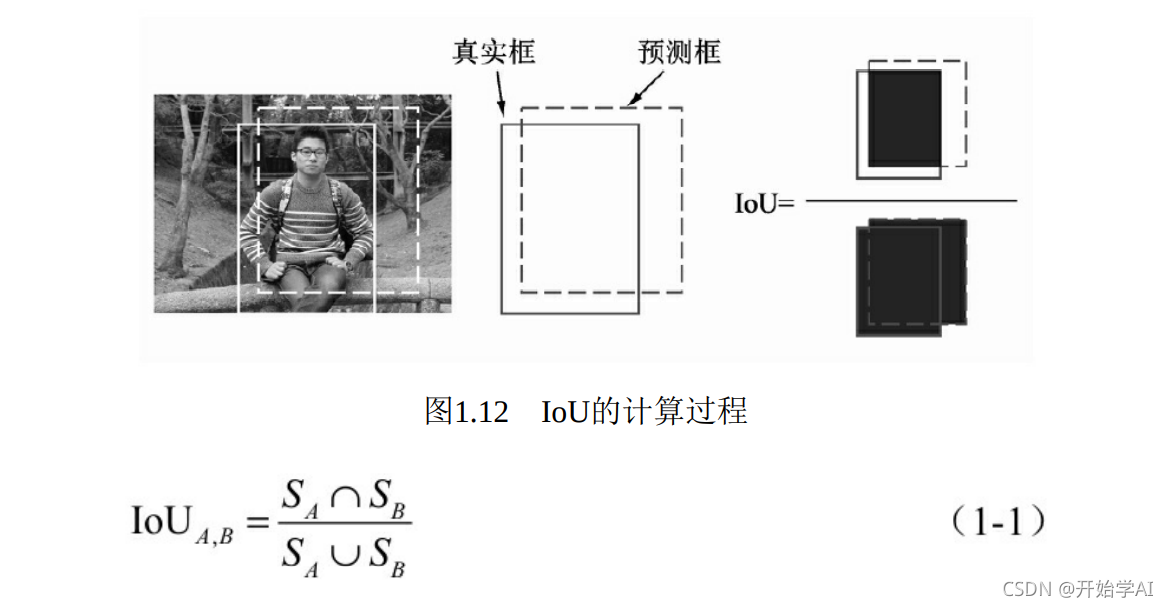 真实框
预测框
IoU=
图1.12 IoU的计算过程
IoU_{A,B} = \frac{S_A ∩ S_B}{S_A ∪ S_B} （1-1）
CSDN @开始学AI